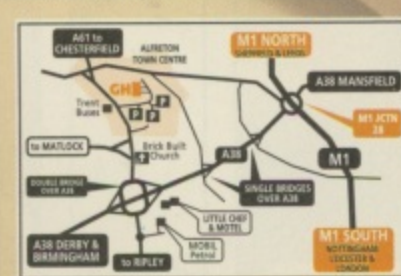 A61 to
CHESTERFIELD
ALFRETON
TOWN CENTRE
M1 NORTH
SHEFFIELD & LEEDS
A38 MANSFIELD
GH
Trent
Buses
P
P
P
M1 JCTN
28
to MATLOCK
Brick Built
Church
A38
M1
DOUBLE BRIDGE
OVER A38
SINGLE BRIDGES
OVER A38
LITTLE CHEF
& MOTEL
MOBIL
Petrol
A38 DERBY &
BIRMINGHAM
to RIPLEY
M1 SOUTH
NOTTINGHAM
LEICESTER &
LONDON